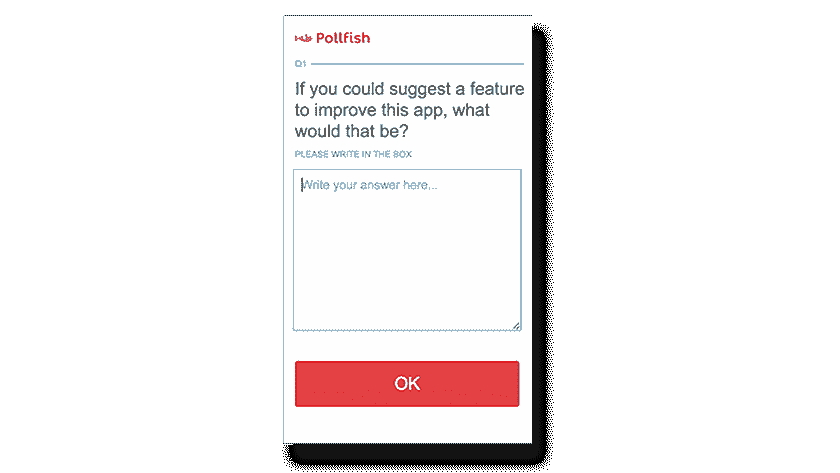 Pollfish
Q1
If you could suggest a feature
to improve this app, what
would that be?
PLEASE WRITE IN THE BOX
Write your answer here...
OK